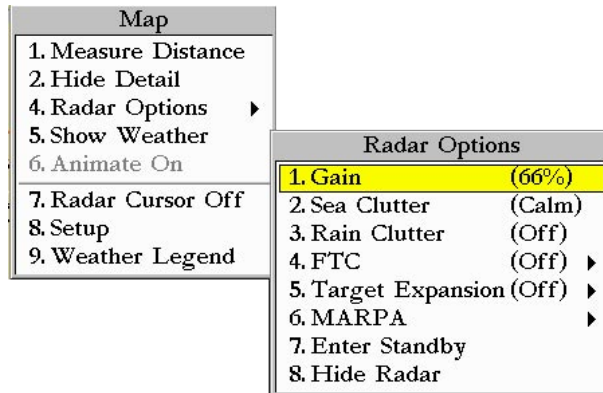 Map
1. Measure Distance
2. Hide Detail
4. Radar Options
5. Show Weather
6. Animate On
7. Radar Cursor Off
8. Setup
9. Weather Legend
Radar Options
1. Gain (66%)
2. Sea Clutter (Calm)
3. Rain Clutter (Off)
4. FTC (Off)
5. Target Expansion (Off)
6. MARPA
7. Enter Standby
8. Hide Radar